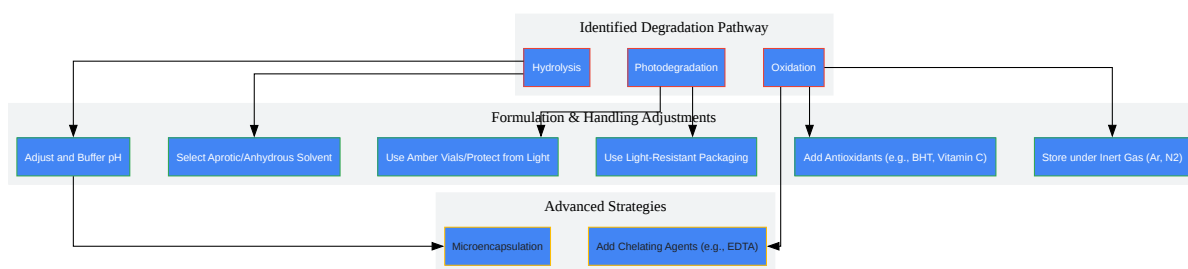 Identified Degradation Pathway
Hydrolysis
Photodegradation
Oxidation
Formulation & Handling Adjustments
Adjust and Buffer pH
Select Aprotic/Anhydrous Solvent
Use Amber Vials/Protect from Light
Use Light-Resistant Packaging
Add Antioxidants (e.g., BHT, Vitamin C)
Store under Inert Gas (Ar, N2)
Advanced Strategies
Microencapsulation
Add Chelating Agents (e.g., EDTA)